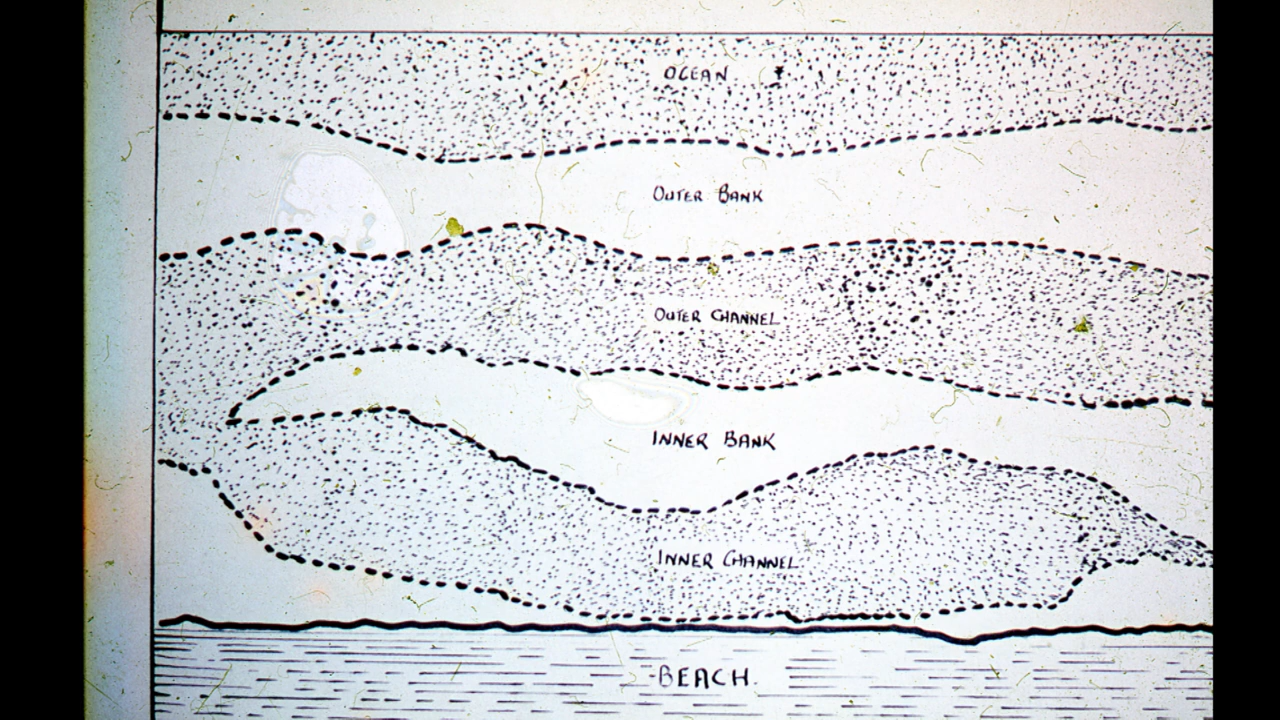 OCEAN
OUTER BANK
OUTER CHANNEL
INNER BANK
INNER CHANNEL
BEACH